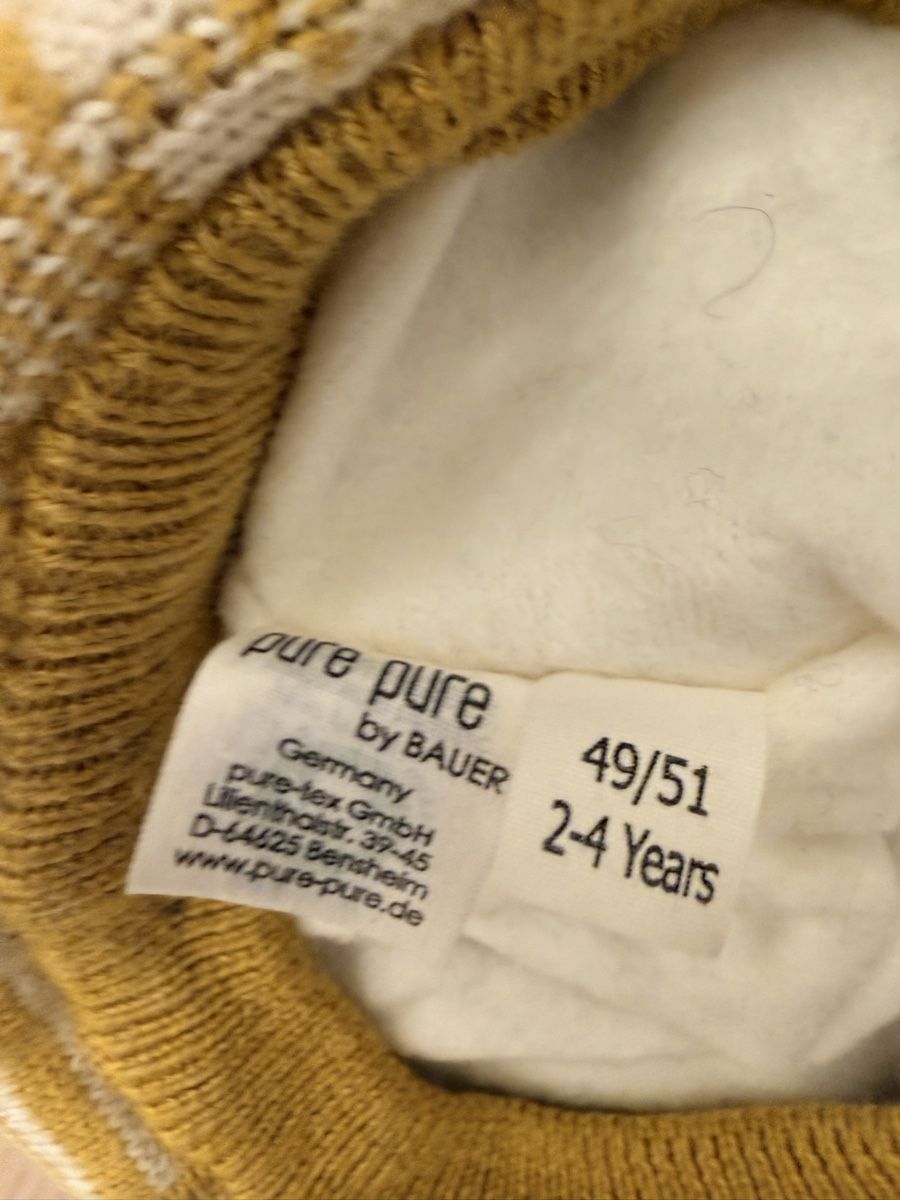 pure pure
by BAUER
Germany
pure-tex GmbH
Lilienthalstr. 39-45
D-64625 Bensheim
www.pure-pure.de
49/51
2-4 Years